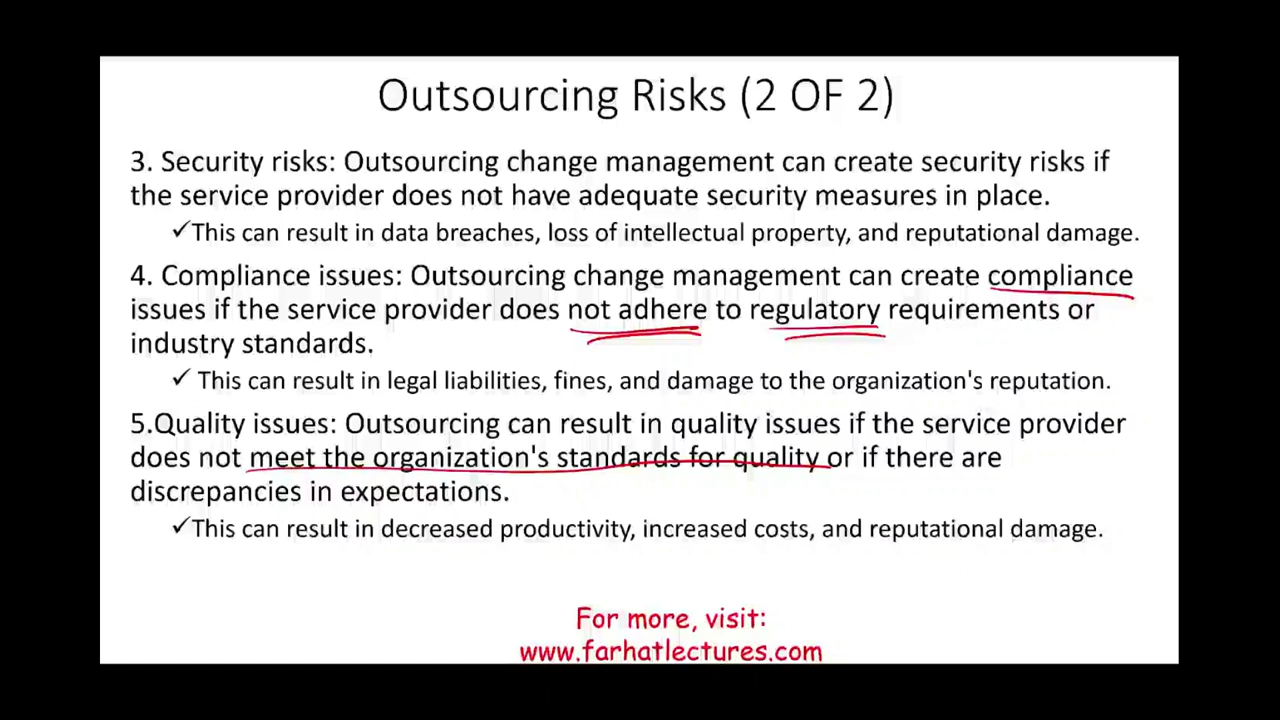 Outsourcing Risks (2 OF 2)
3. Security risks: Outsourcing change management can create security risks if
the service provider does not have adequate security measures in place.
✓This can result in data breaches, loss of intellectual property, and reputational damage.
4. Compliance issues: Outsourcing change management can create compliance
issues if the service provider does not adhere to regulatory requirements or
industry standards.
✓ This can result in legal liabilities, fines, and damage to the organization's reputation.
5.Quality issues: Outsourcing can result in quality issues if the service provider
does not meet the organization's standards for quality or if there are
discrepancies in expectations.
✓This can result in decreased productivity, increased costs, and reputational damage.
For more, visit:
www.farhatlectures.com